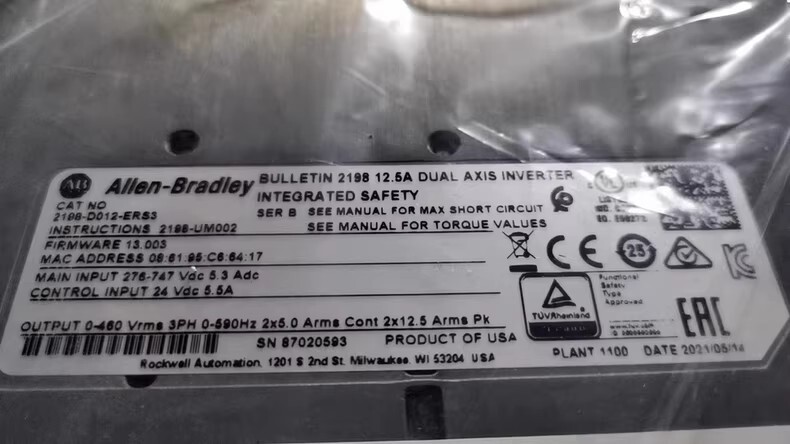 AB Allen-Bradley
BULLETIN 2198 12.5A DUAL AXIS INVERTER
INTEGRATED SAFETY
CAT NO
2198-D012-ERS3
SER B SEE MANUAL FOR MAX SHORT CIRCUIT
INSTRUCTIONS 2198-UM002
SEE MANUAL FOR TORQUE VALUES
FIRMWARE 13.003
MAC ADDRESS 08:61:95:C6:64:17
MAIN INPUT 276-747 Vdc 5.3 Adc
CONTROL INPUT 24 Vdc 5.5A
UL
CE
25
Functional
Safety
Type
Approved
TÜVRheinland
EAC
OUTPUT 0-460 Vrms 3PH 0-590Hz 2x5.0 Arms Cont 2x12.5 Arms Pk
SN 87020593
PRODUCT OF USA
PLANT 1100 DATE 2021/05/14
Rockwell Automation, 1201 S 2nd St. Milwaukee, WI 53204 USA